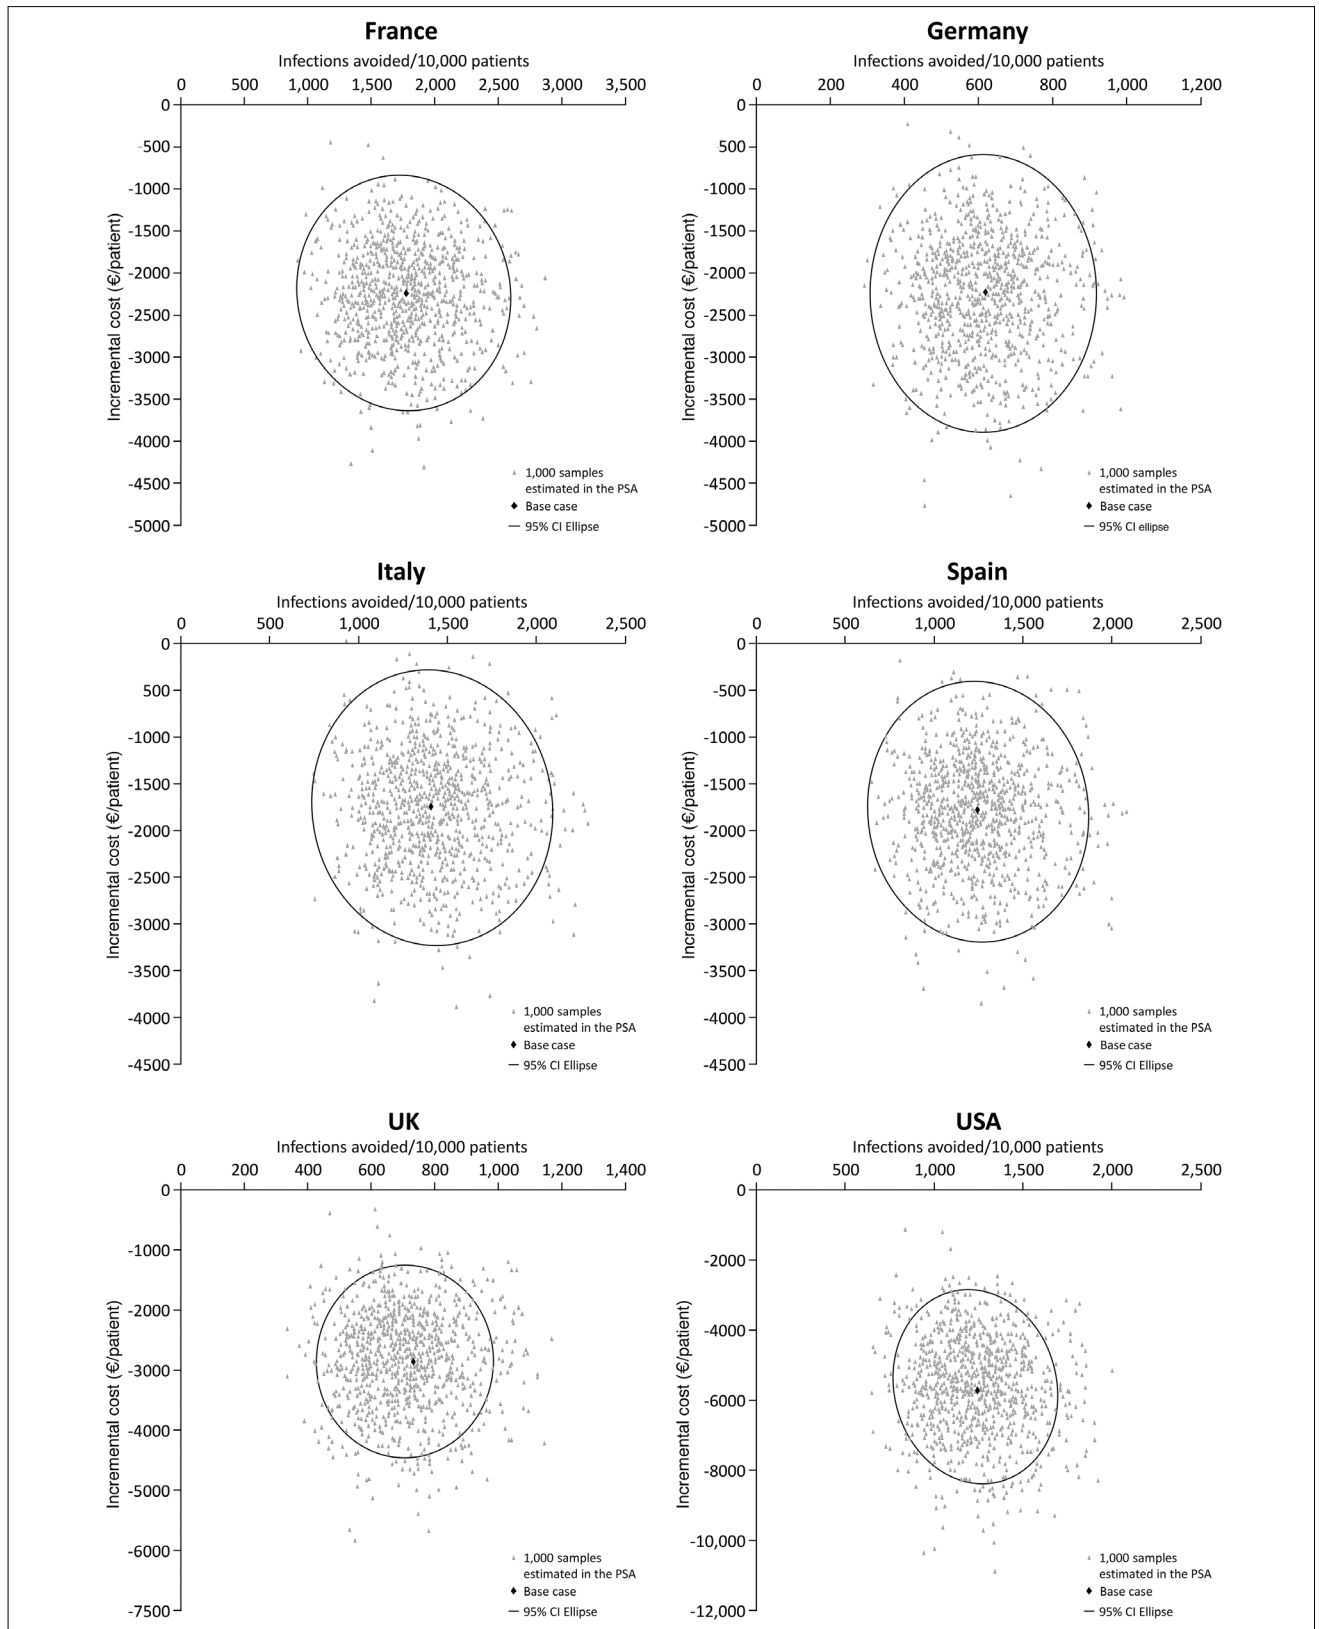 France
Infections avoided/10,000 patients
0 500 1,000 1,500 2,000 2,500 3,000 3,500
0
-500
-1000
-1500
-2000
-2500
-3000
-3500
-4000
-4500
-5000
Incremental cost (€/patient)
1,000 samples
estimated in the PSA
Base case
95% CI Ellipse
Germany
Infections avoided/10,000 patients
0 200 400 600 800 1,000 1,200
0
500
-1000
-1500
-2000
-2500
-3000
-3500
-4000
-4500
-5000
Incremental cost (€/patient)
1,000 samples
estimated in the PSA
Base case
95% CI ellipse
Italy
Infections avoided/10,000 patients
0 500 1,000 1,500 2,000 2,500
0
500
-1000
-1500
-2000
-2500
-3000
-3500
-4000
-4500
Incremental cost (€/patient)
1,000 samples
estimated in the PSA
Base case
95% CI Ellipse
Spain
Infections avoided/10,000 patients
0 500 1,000 1,500 2,000 2,500
0
-500
-1000
-1500
-2000
-2500
-3000
-3500
-4000
-4500
Incremental cost (€/patient)
1,000 samples
estimated in the PSA
Base case
95% CI Ellipse
UK
Infections avoided/10,000 patients
0 200 400 600 800 1,000 1,200 1,400
0
-1000
-2000
-3000
-4000
-5000
-6000
-7500
Incremental cost (€/patient)
1,000 samples
estimated in the PSA
Base case
95% CI Ellipse
USA
Infections avoided/10,000 patients
0 500 1,000 1,500 2,000 2,500
0
-2000
-4000
-6000
-8000
-10,000
-12,000
Incremental cost (€/patient)
1,000 samples
estimated in the PSA
Base case
95% CI Ellipse